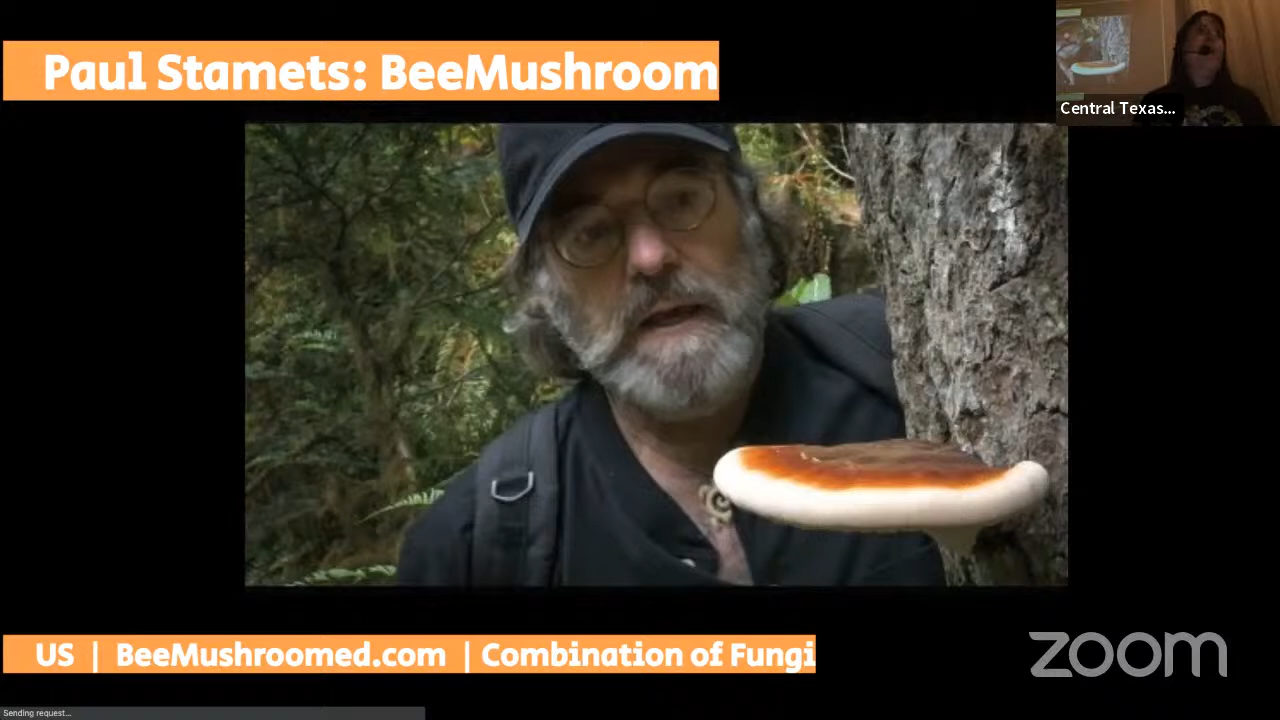 Paul Stamets: BeeMushroom
Central Texas...
US | BeeMushroomed.com | Combination of Fungi
zoom
Sending request...